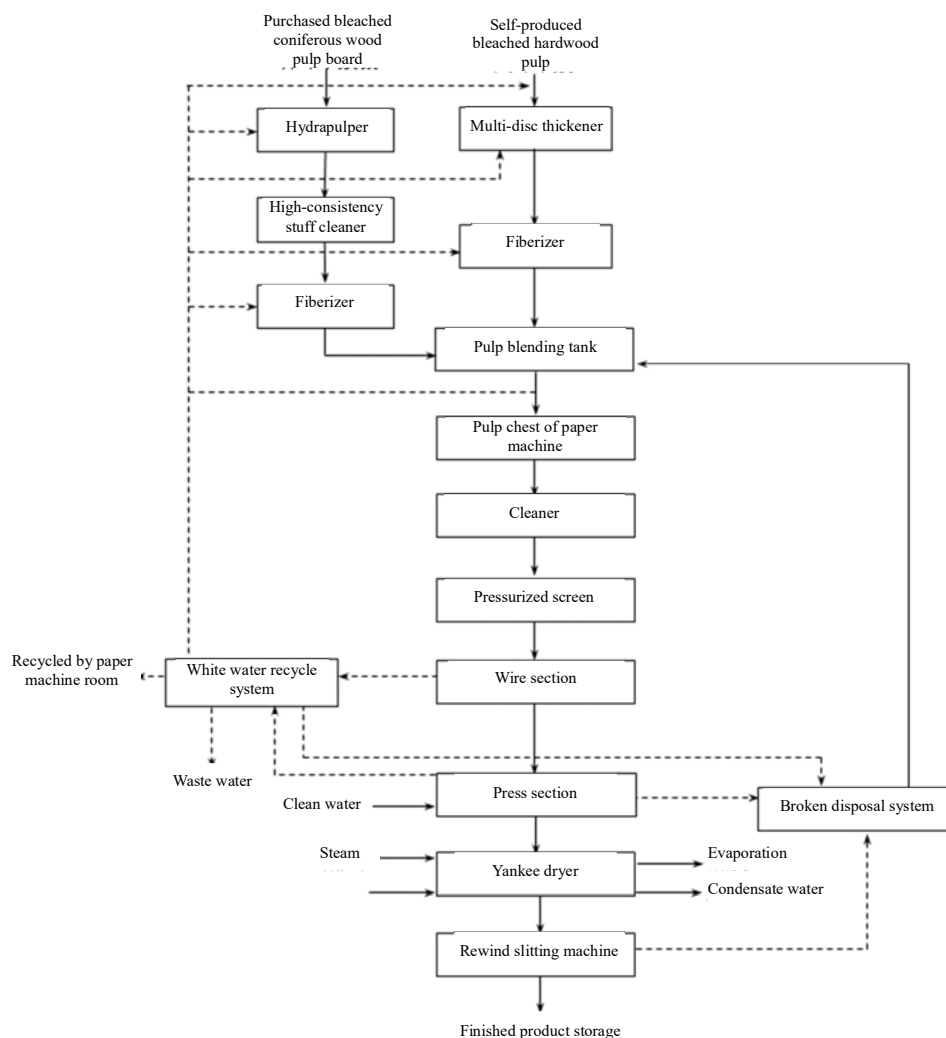 Purchased bleached
coniferous wood
pulp board
Self-produced
bleached hardwood
pulp
Hydrapulper
Multi-disc thickener
High-consistency
stuff cleaner
Fiberizer
Fiberizer
Pulp blending tank
Pulp chest of paper
machine
Cleaner
Pressurized screen
Recycled by paper
machine room
White water recycle
system
Wire section
Waste water
Clean water
Press section
Broken disposal system
Steam
Yankee dryer
Evaporation
Condensate water
Rewind slitting machine
Finished product storage